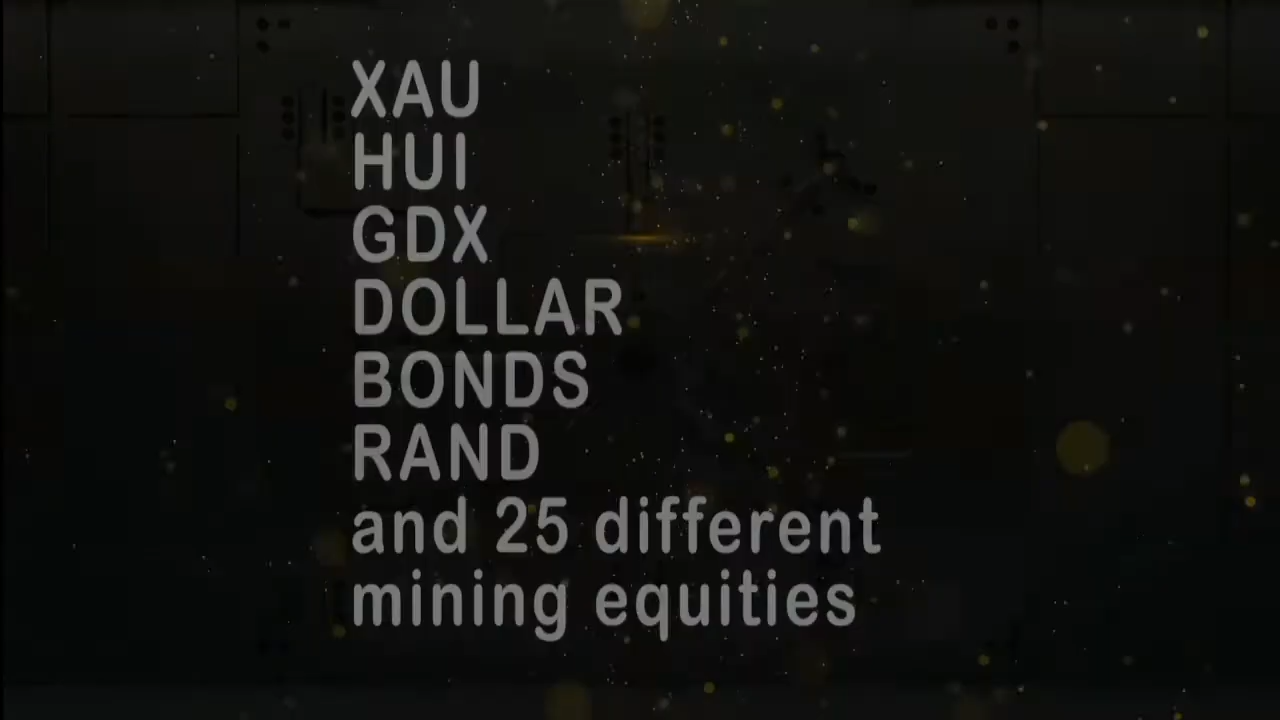 XAU
HUI
GDX
DOLLAR
BONDS
RAND
and 25 different
mining equities